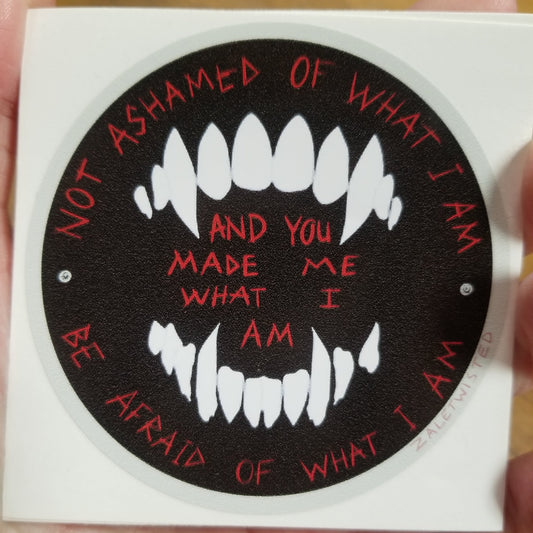 NOT ASHAMED OF WHAT I AM
AND YOU
MADE ME
WHAT I
AM
BE AFRAID OF WHAT I AM
ZALETWISTED